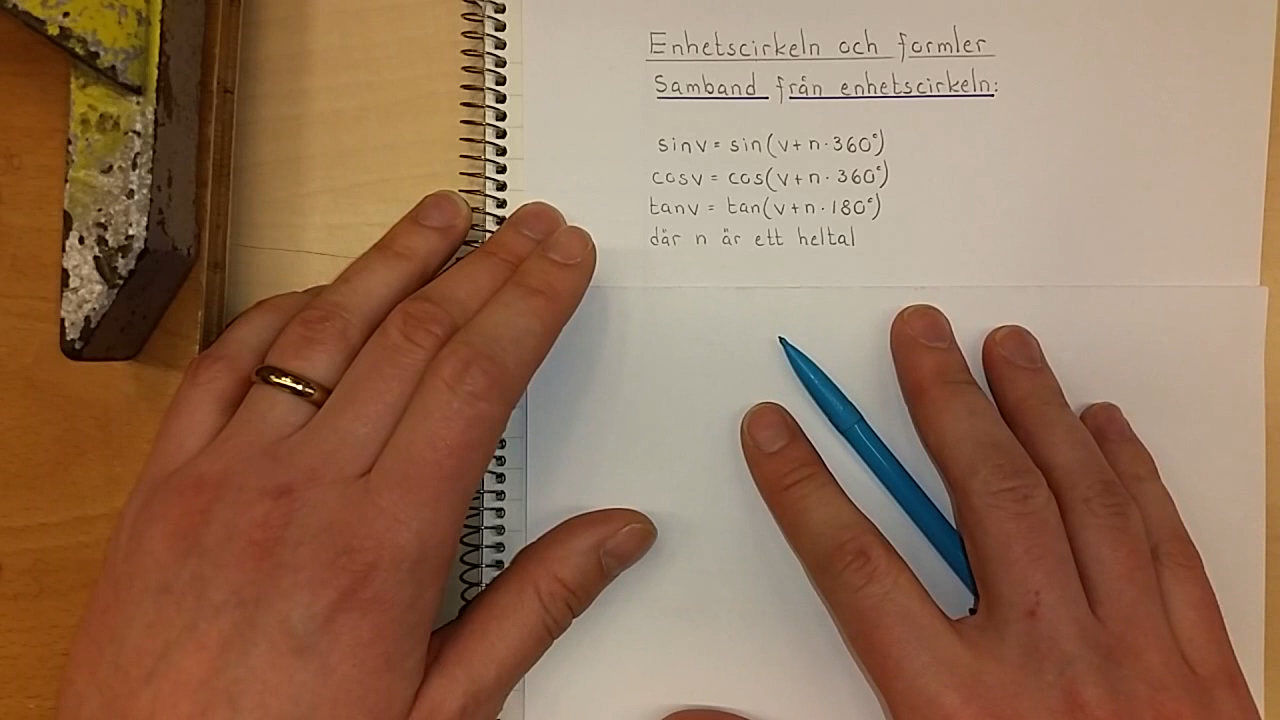 Enhetscirkeln och formler
Samband från enhetscirkeln:
sinv = sin(v+n·360°)
cosv = cos(v+n·360°)
tanv = tan(v+n·180°)
där n är ett heltal